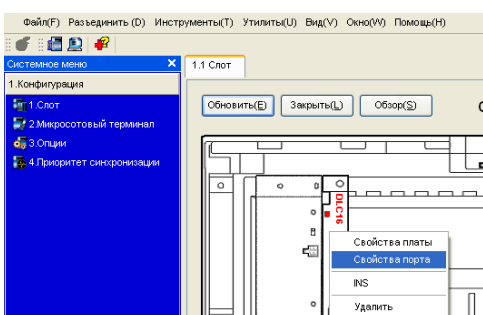 Файл(F) Разъединить (D) Инструменты(T) Утилиты(U) Вид(V) Окно(W) Помощь(H)
Системное меню
1.1 Слот
1.Конфигурация
1.Слот
2.Микросотовый терминал
3.Опции
4.Приоритет синхронизации
Обновить(E) Закрыть(L) Обзор(S)
DLC16
Свойства платы
Свойства порта
INS
Удалить